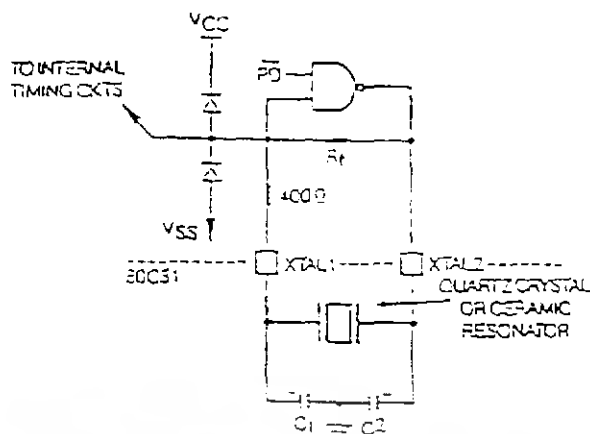 VCC
TO INTERNAL
TIMING CKTS
PD
Rf
400 Ω
VSS
80C51
XTAL1
XTAL2
QUARTZ CRYSTAL
OR CERAMIC
RESONATOR
C1
C2